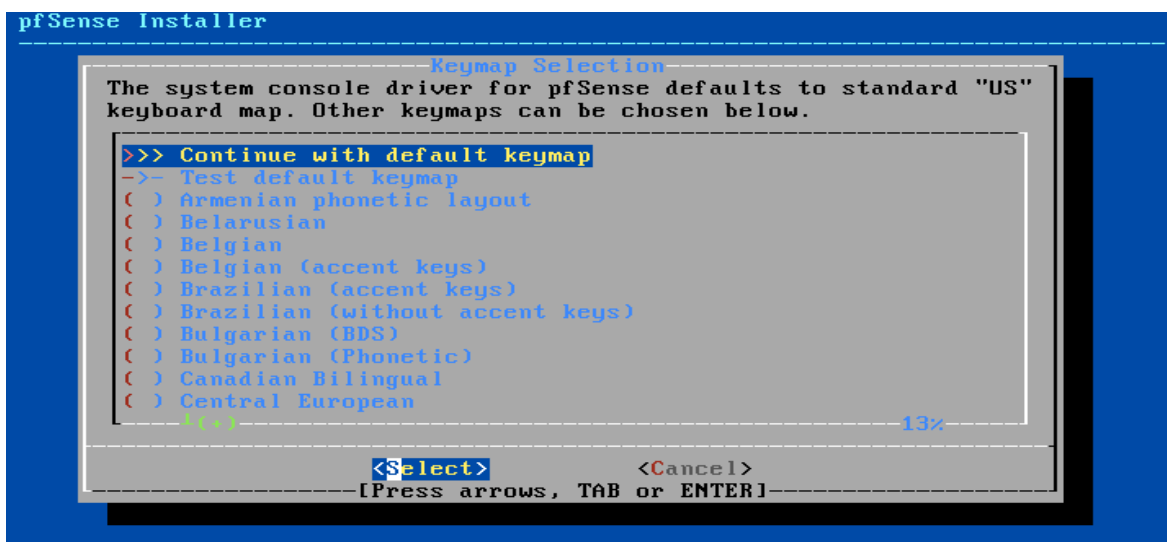 pfSense Installer
Keymap Selection
The system console driver for pfSense defaults to standard "US"
keyboard map. Other keymaps can be chosen below.
>>> Continue with default keymap
->- Test default keymap
( ) Armenian phonetic layout
( ) Belarusian
( ) Belgian
( ) Belgian (accent keys)
( ) Brazilian (accent keys)
( ) Brazilian (without accent keys)
( ) Bulgarian (BDS)
( ) Bulgarian (Phonetic)
( ) Canadian Bilingual
( ) Central European
┴(+) 13%
<Select> <Cancel>
[Press arrows, TAB or ENTER]